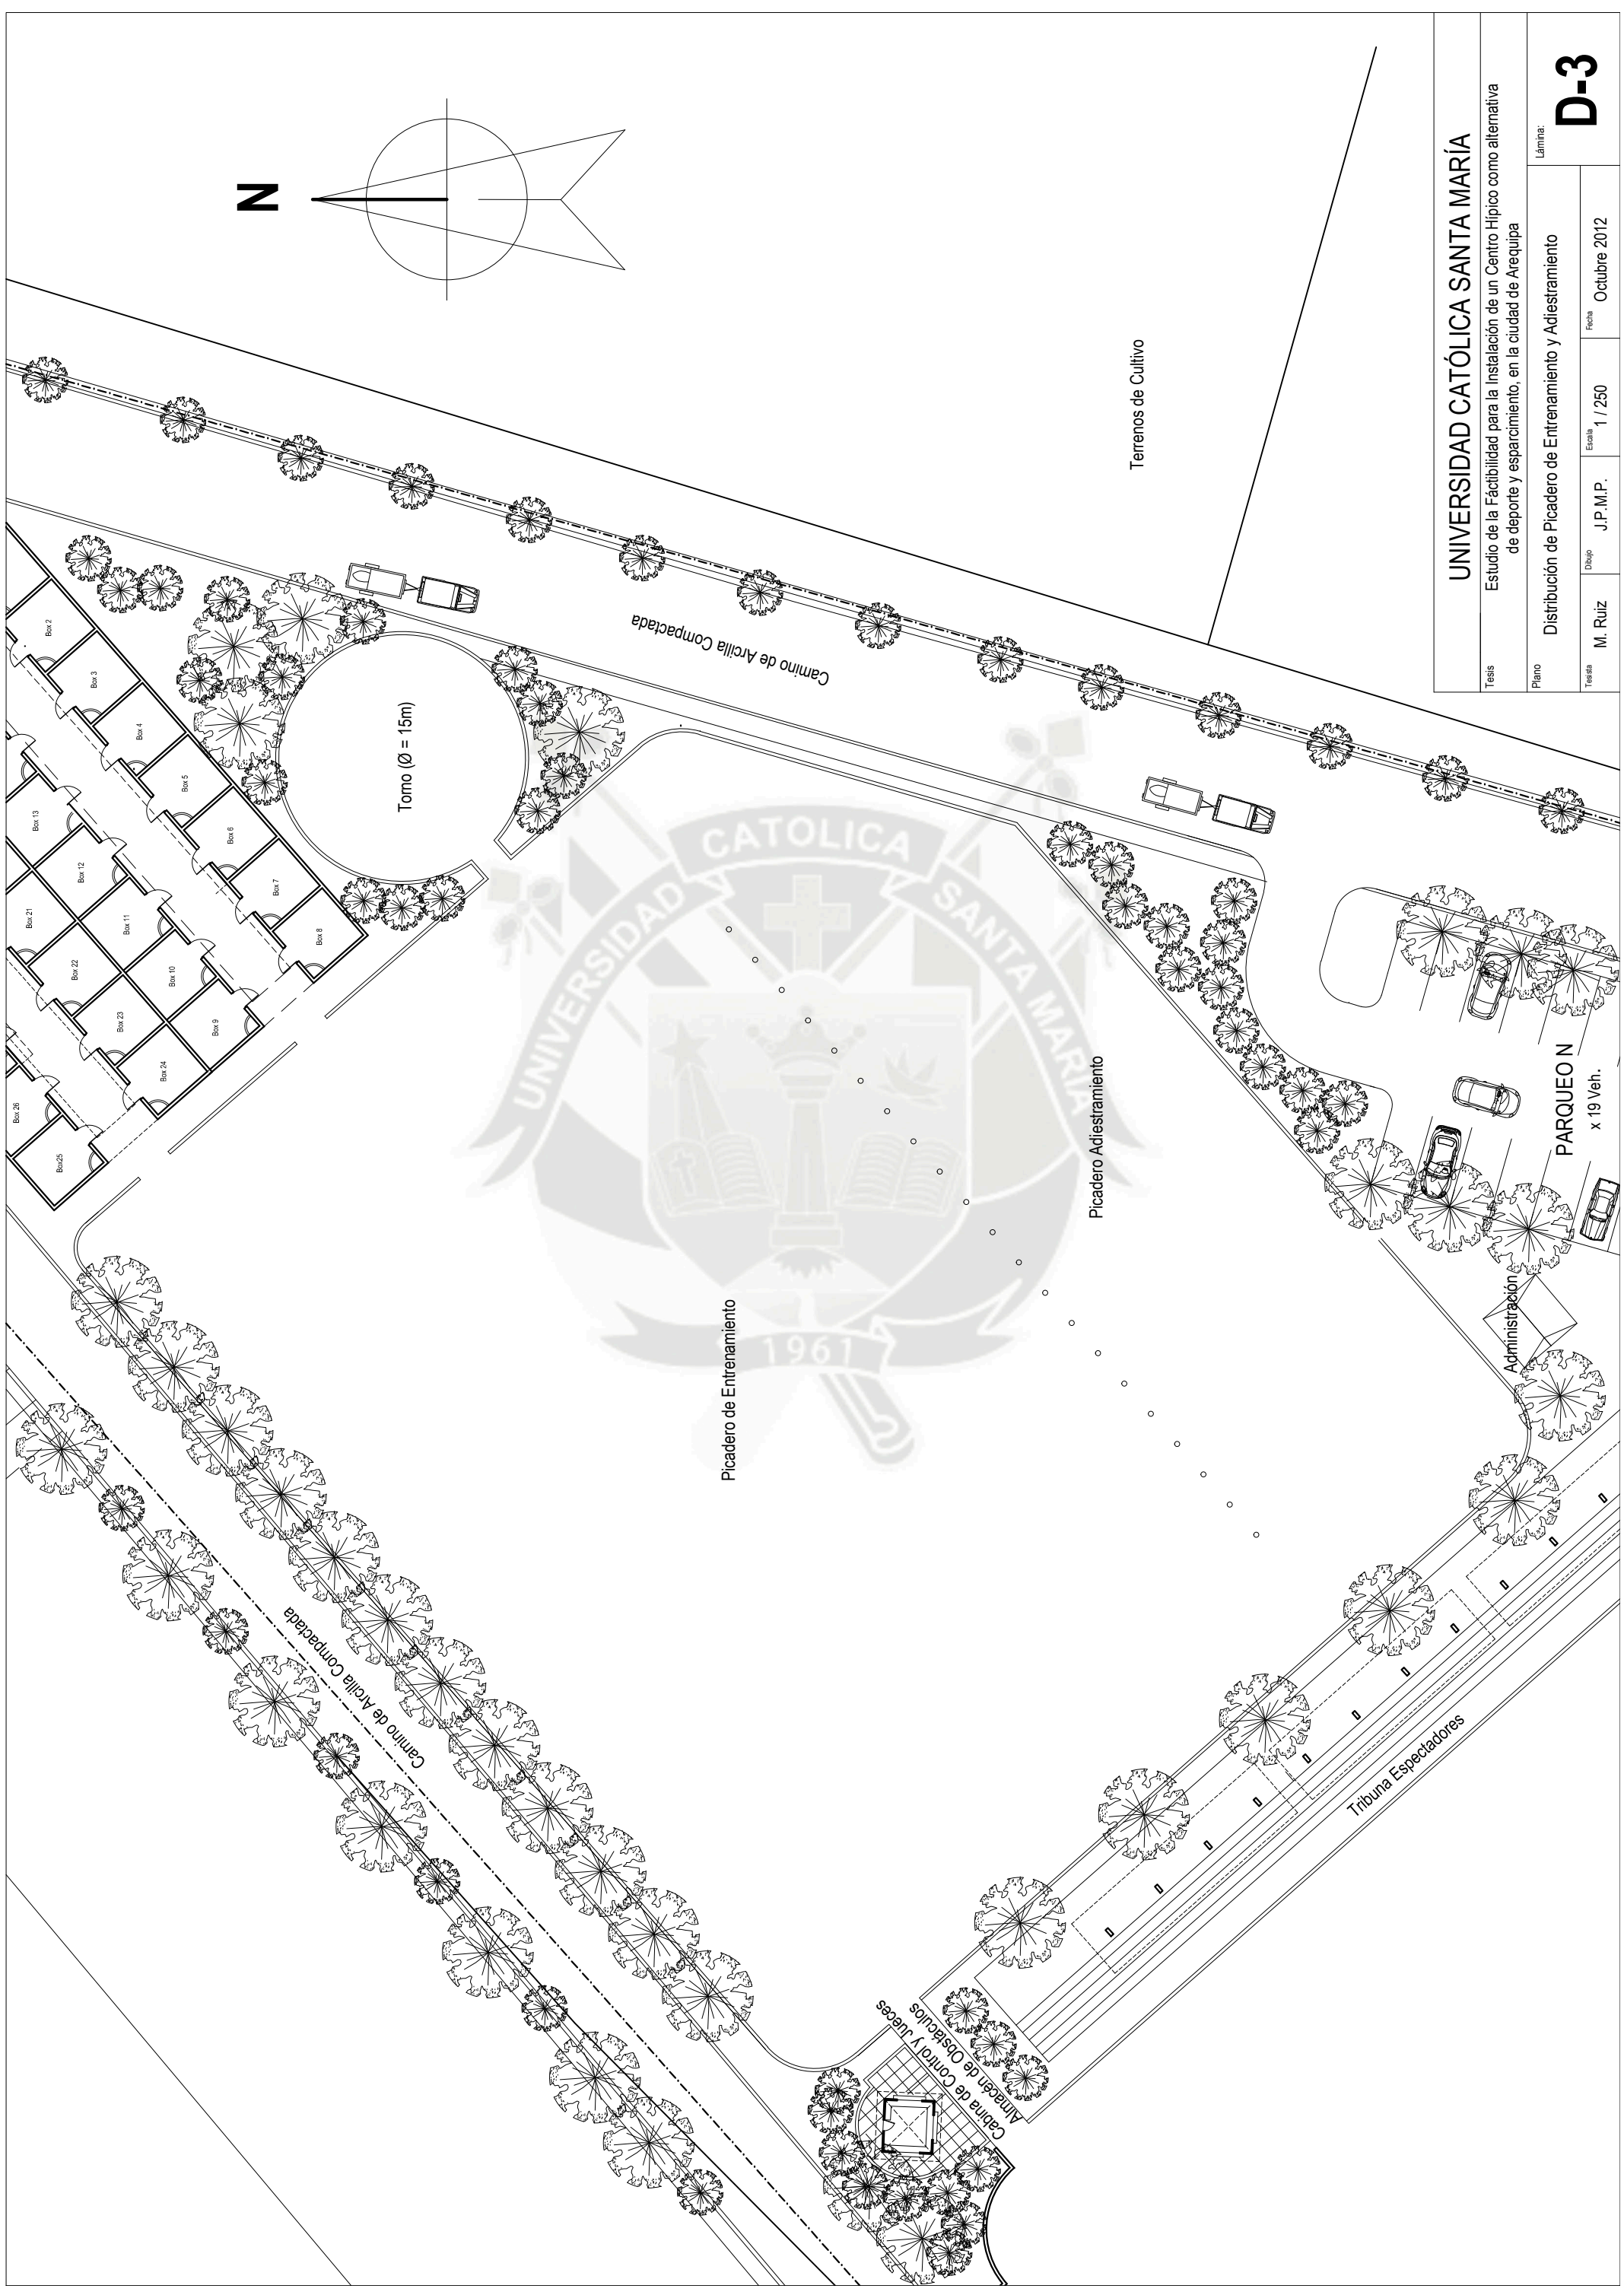 UNIVERSIDAD CATÓLICA SANTA MARÍA
Tesis
Estudio de la Fáctibilidad para la Instalación de un Centro Hípico como alternativa
de deporte y esparcimiento, en la ciudad de Arequipa
Plano
Distribución de Picadero de Entrenamiento y Adiestramiento
Lámina:
D-3
Tesista
M. Ruiz
Dibujo
J.P.M.P.
Escala
1 / 250
Fecha
Octubre 2012
N
Terrenos de Cultivo
Camino de Arcilla Compactada
Torno (Ø = 15m)
Box 2
Box 3
Box 4
Box 5
Box 6
Box 7
Box 8
Box 13
Box 12
Box 11
Box 10
Box 9
Box 21
Box 22
Box 23
Box 24
Box 26
Box25
Picadero Adiestramiento
Picadero de Entrenamiento
PARQUEO N
x 19 Veh.
Administración
Camino de Arcilla Compactada
Tribuna Espectadores
Cabina de Control y Jueces
Almacén de Obstáculos
UNIVERSIDAD CATOLICA SANTA MARIA
1961